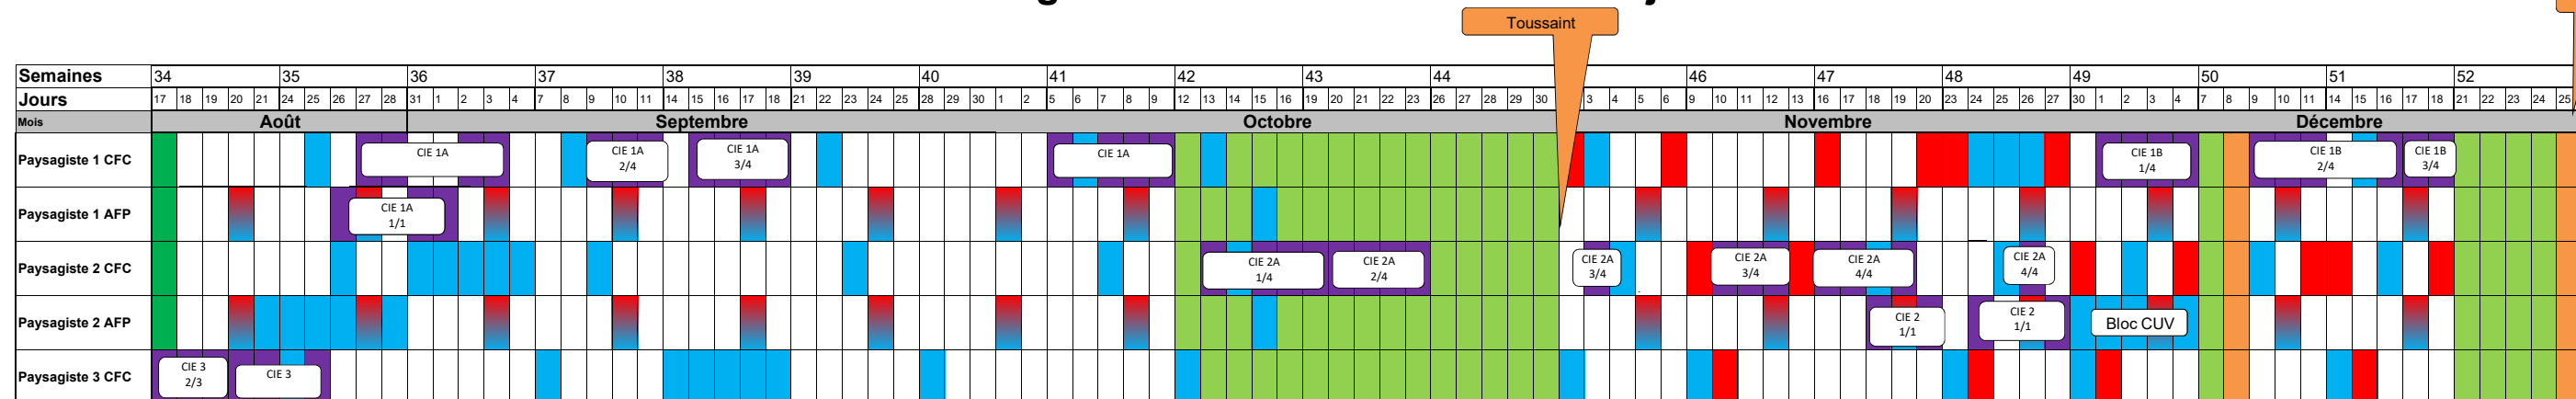 Toussaint
Semaines 34 35 36 37 38 39 40 41 42 43 44 46 47 48 49 50 51 52
Jours 17 18 19 20 21 24 25 26 27 28 31 1 2 3 4 7 8 9 10 11 14 15 16 17 18 21 22 23 24 25 28 29 30 1 2 5 6 7 8 9 12 13 14 15 16 19 20 21 22 23 26 27 28 29 30 3 4 5 6 9 10 11 12 13 16 17 18 19 20 23 24 25 26 27 30 1 2 3 4 7 8 9 10 11 14 15 16 17 18 21 22 23 24 25
Mois Août Septembre Octobre Novembre Décembre
Paysagiste 1 CFC
CIE 1A
CIE 1A
2/4
CIE 1A
3/4
CIE 1A
CIE 1B
1/4
CIE 1B
2/4
CIE 1B
3/4
Paysagiste 1 AFP
CIE 1A
1/1
Paysagiste 2 CFC
CIE 2A
1/4
CIE 2A
2/4
CIE 2A
3/4
CIE 2A
3/4
CIE 2A
4/4
CIE 2A
4/4
Paysagiste 2 AFP
CIE 2
1/1
CIE 2
1/1
Bloc CUV
Paysagiste 3 CFC
CIE 3
2/3
CIE 3